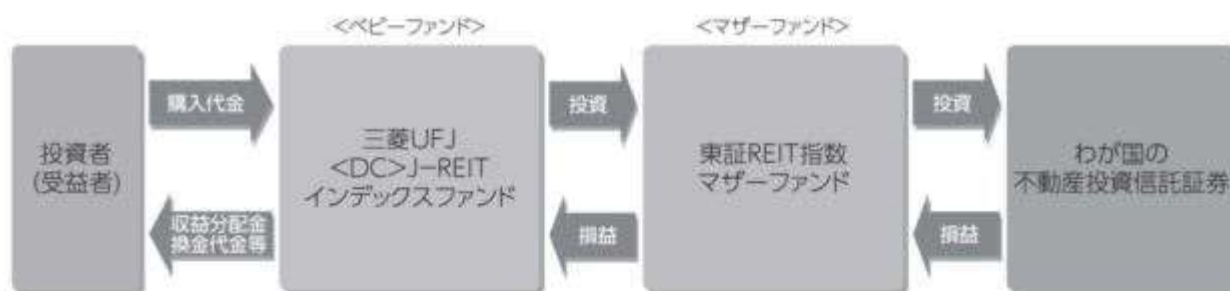 <ベビーファンド>
<マザーファンド>
投資者
(受益者)
購入代金
収益分配金
換金代金等
三菱UFJ
<DC>J-REIT
インデックスファンド
投資
損益
東証REIT指数
マザーファンド
投資
損益
わが国の
不動産投資信託証券